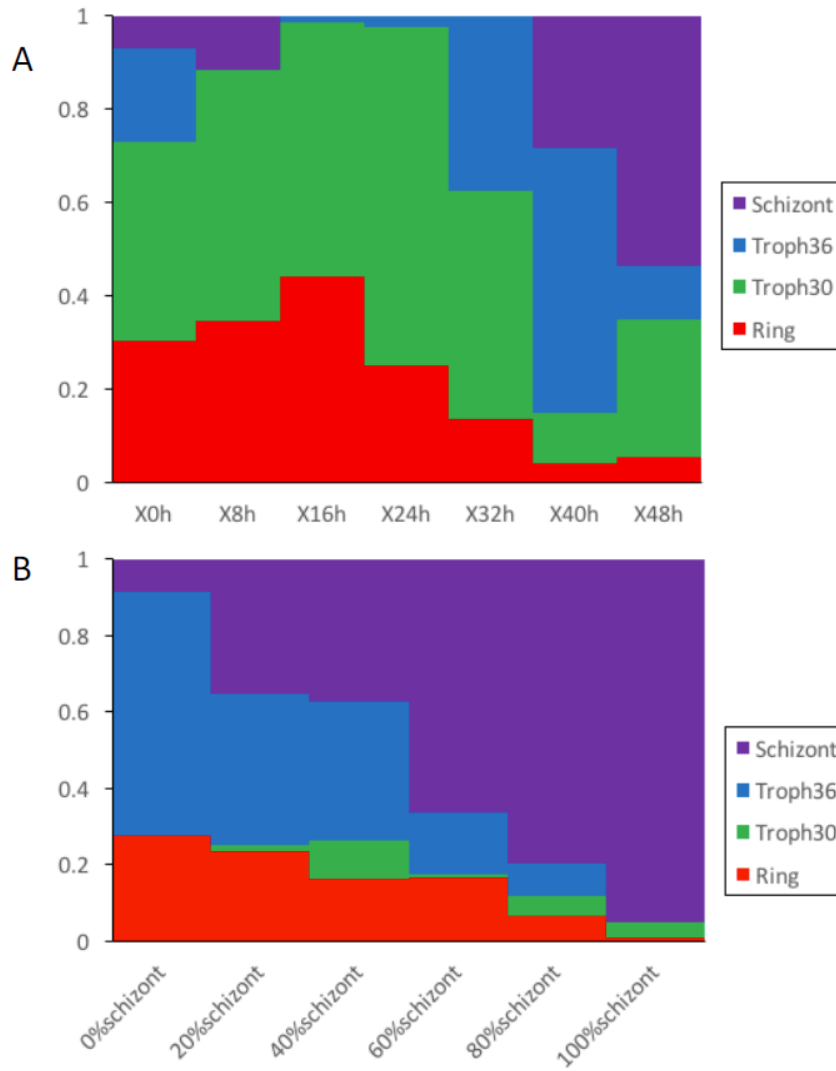 A
1
0.8
0.6
0.4
0.2
0
X0h X8h X16h X24h X32h X40h X48h
Schizont
Troph36
Troph30
Ring
B
1
0.8
0.6
0.4
0.2
0
0%schizont 20%schizont 40%schizont 60%schizont 80%schizont 100%schizont
Schizont
Troph36
Troph30
Ring